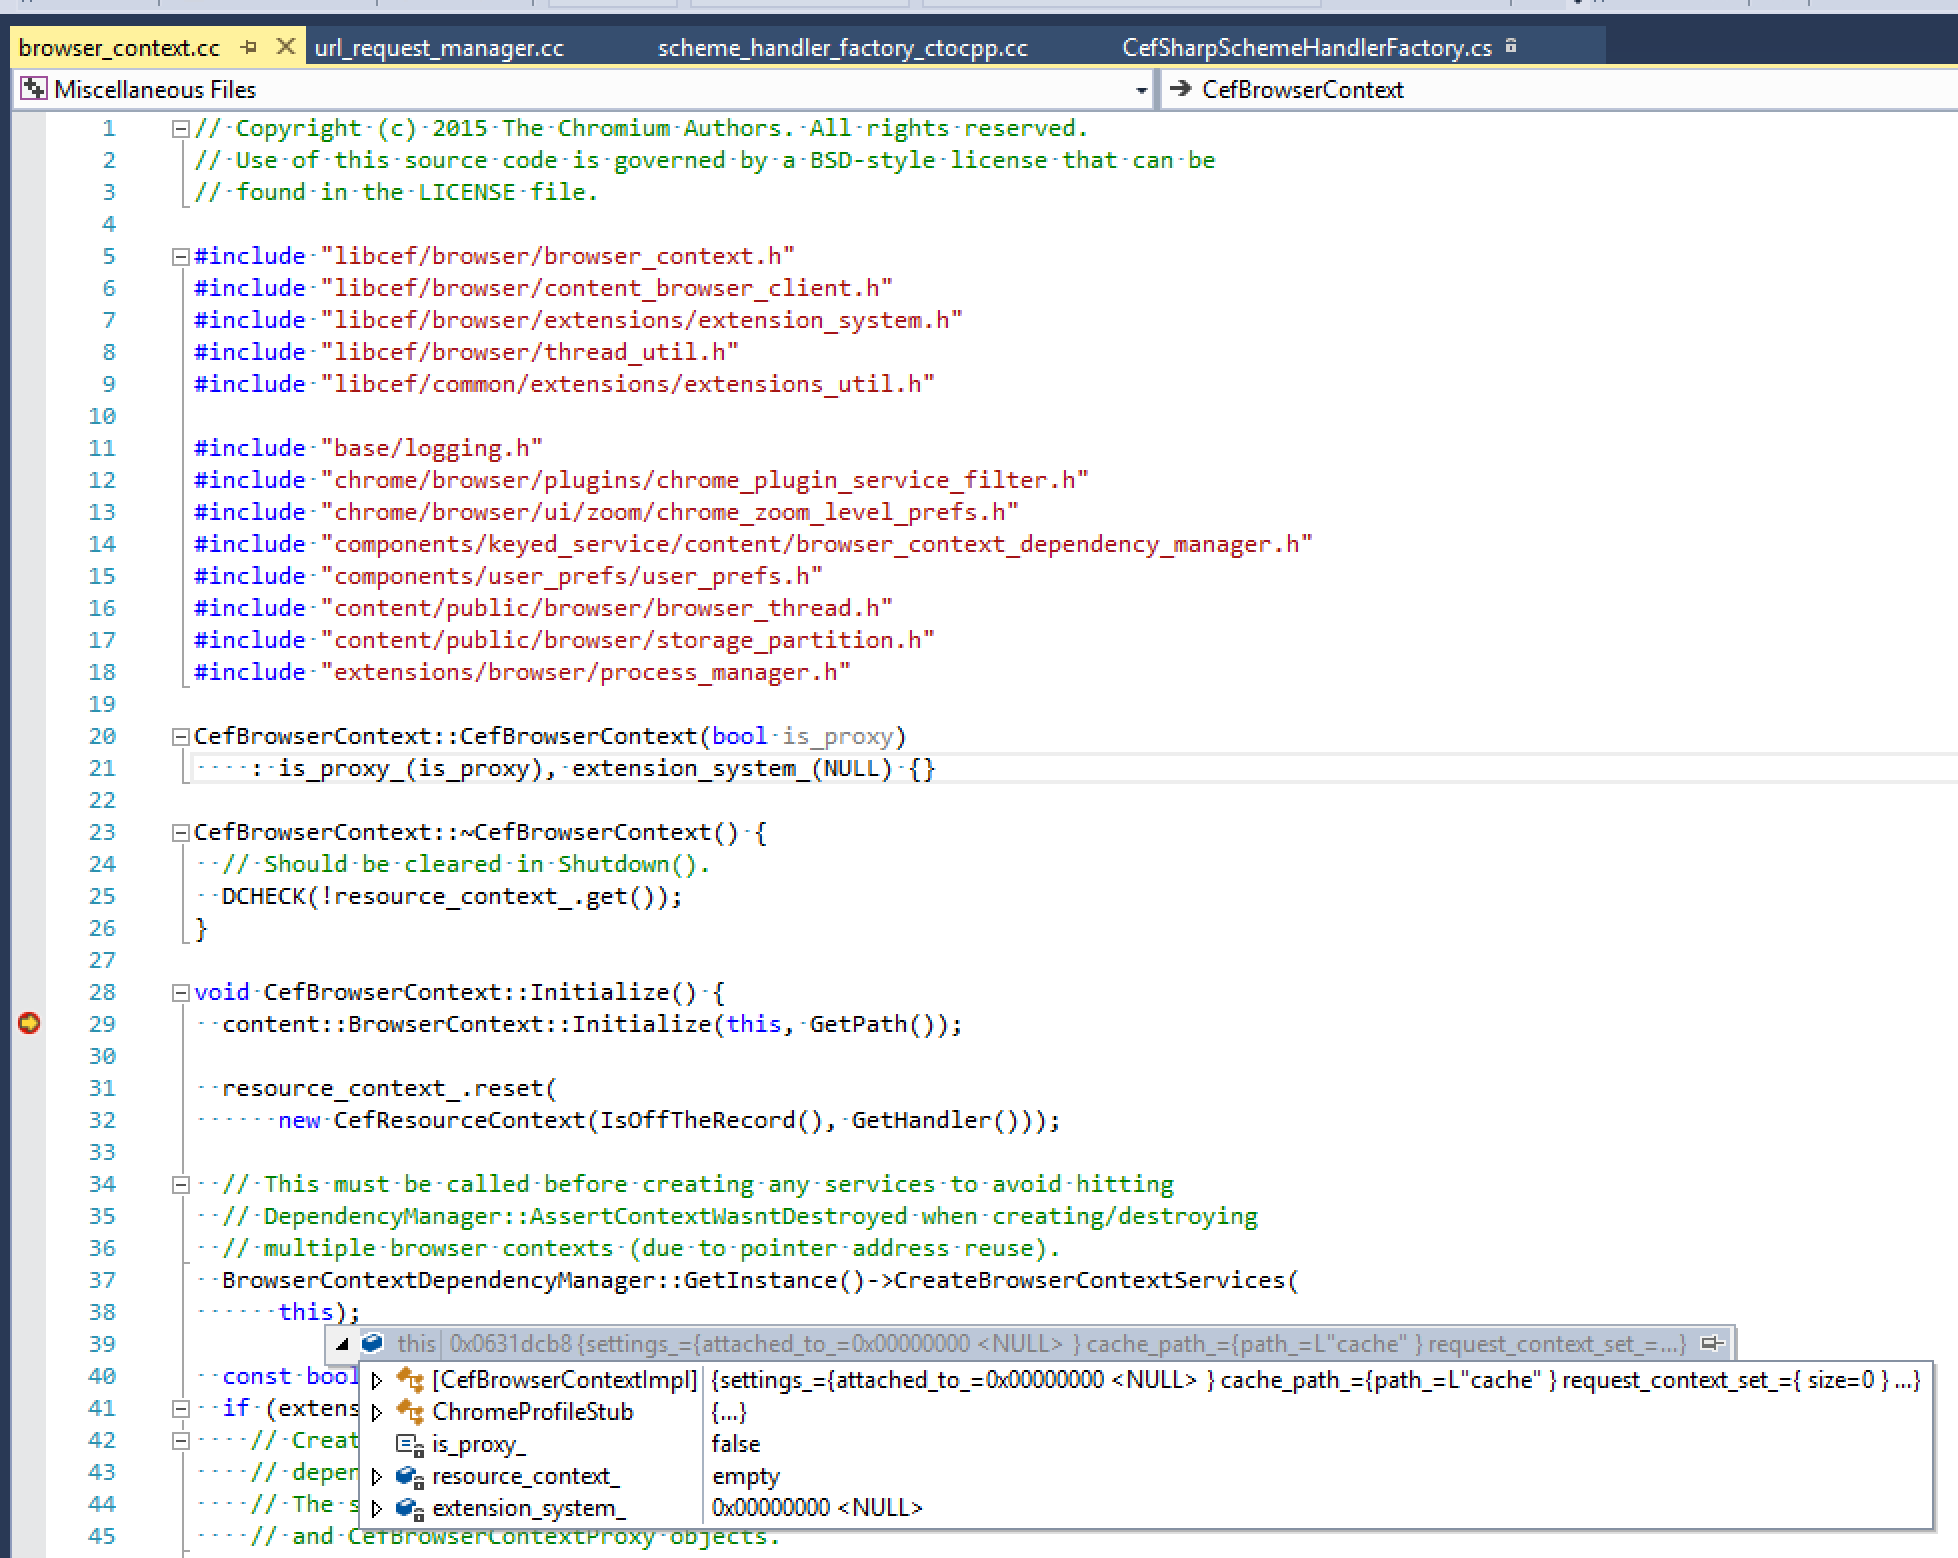 browser_context.cc
url_request_manager.cc
scheme_handler_factory_ctocpp.cc
CefSharpSchemeHandlerFactory.cs
Miscellaneous Files
CefBrowserContext
1 // Copyright (c) 2015 The Chromium Authors. All rights reserved.
2 // Use of this source code is governed by a BSD-style license that can be
3 // found in the LICENSE file.
4
5 #include "libcef/browser/browser_context.h"
6 #include "libcef/browser/content_browser_client.h"
7 #include "libcef/browser/extensions/extension_system.h"
8 #include "libcef/browser/thread_util.h"
9 #include "libcef/common/extensions/extensions_util.h"
10
11 #include "base/logging.h"
12 #include "chrome/browser/plugins/chrome_plugin_service_filter.h"
13 #include "chrome/browser/ui/zoom/chrome_zoom_level_prefs.h"
14 #include "components/keyed_service/content/browser_context_dependency_manager.h"
15 #include "components/user_prefs/user_prefs.h"
16 #include "content/public/browser/browser_thread.h"
17 #include "content/public/browser/storage_partition.h"
18 #include "extensions/browser/process_manager.h"
19
20 CefBrowserContext::CefBrowserContext(bool is_proxy)
21     : is_proxy_(is_proxy), extension_system_(NULL) {}
22
23 CefBrowserContext::~CefBrowserContext() {
24   // Should be cleared in Shutdown().
25   DCHECK(!resource_context_.get());
26 }
27
28 void CefBrowserContext::Initialize() {
29   content::BrowserContext::Initialize(this, GetPath());
30
31   resource_context_.reset(
32       new CefResourceContext(IsOffTheRecord(), GetHandler()));
33
34   // This must be called before creating any services to avoid hitting
35   // DependencyManager::AssertContextWasntDestroyed when creating/destroying
36   // multiple browser contexts (due to pointer address reuse).
37   BrowserContextDependencyManager::GetInstance()->CreateBrowserContextServices(
38       this);
39 this 0x0631dcb8 {settings_={attached_to_=0x00000000 <NULL> } cache_path_={path_=L"cache" } request_context_set_=...}
40   const bool [CefBrowserContextImpl] {settings_={attached_to_=0x00000000 <NULL> } cache_path_={path_=L"cache" } request_context_set_={ size=0 } ...}
41   if (extens ChromeProfileStub {...}
42     // Creat is_proxy_ false
43     // deper resource_context_ empty
44     // The s extension_system_ 0x00000000 <NULL>
45     // and CefBrowserContextProxy objects.